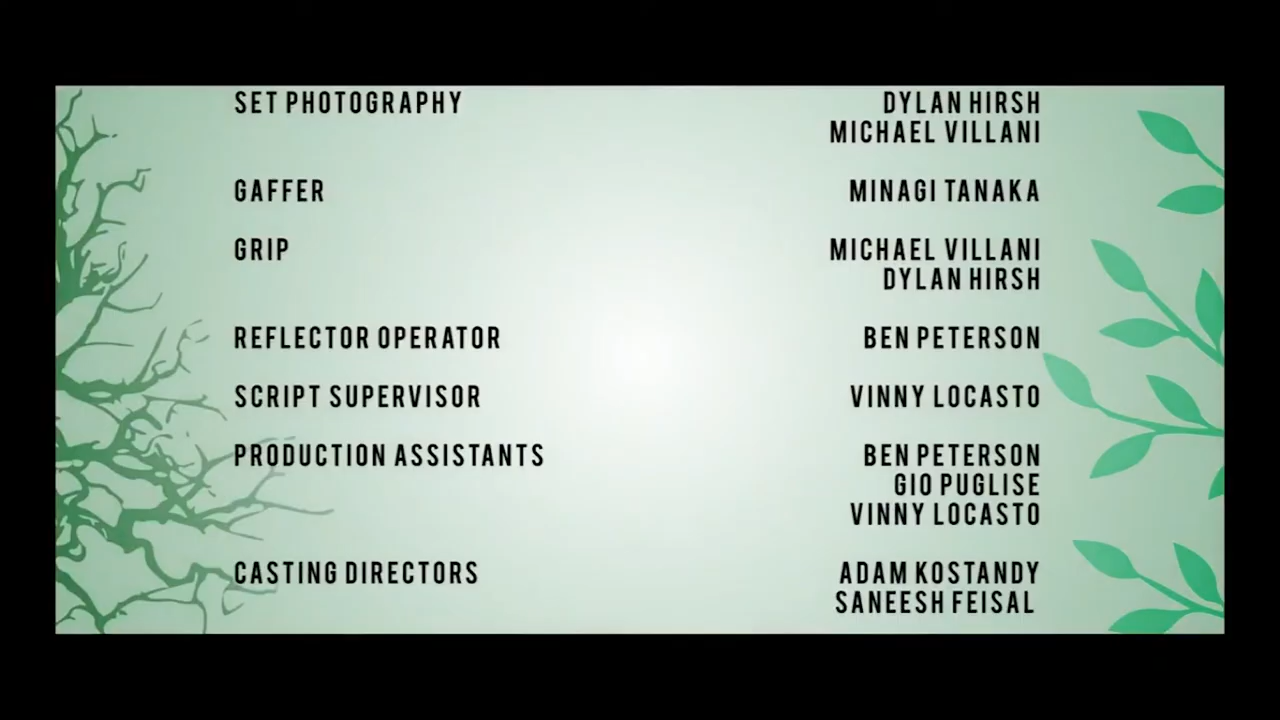 SET PHOTOGRAPHY DYLAN HIRSH
MICHAEL VILLANI
GAFFER MINAGI TANAKA
GRIP MICHAEL VILLANI
DYLAN HIRSH
REFLECTOR OPERATOR BEN PETERSON
SCRIPT SUPERVISOR VINNY LOCASTO
PRODUCTION ASSISTANTS BEN PETERSON
GIO PUGLISE
VINNY LOCASTO
CASTING DIRECTORS ADAM KOSTANDY
SANEESH FEISAL